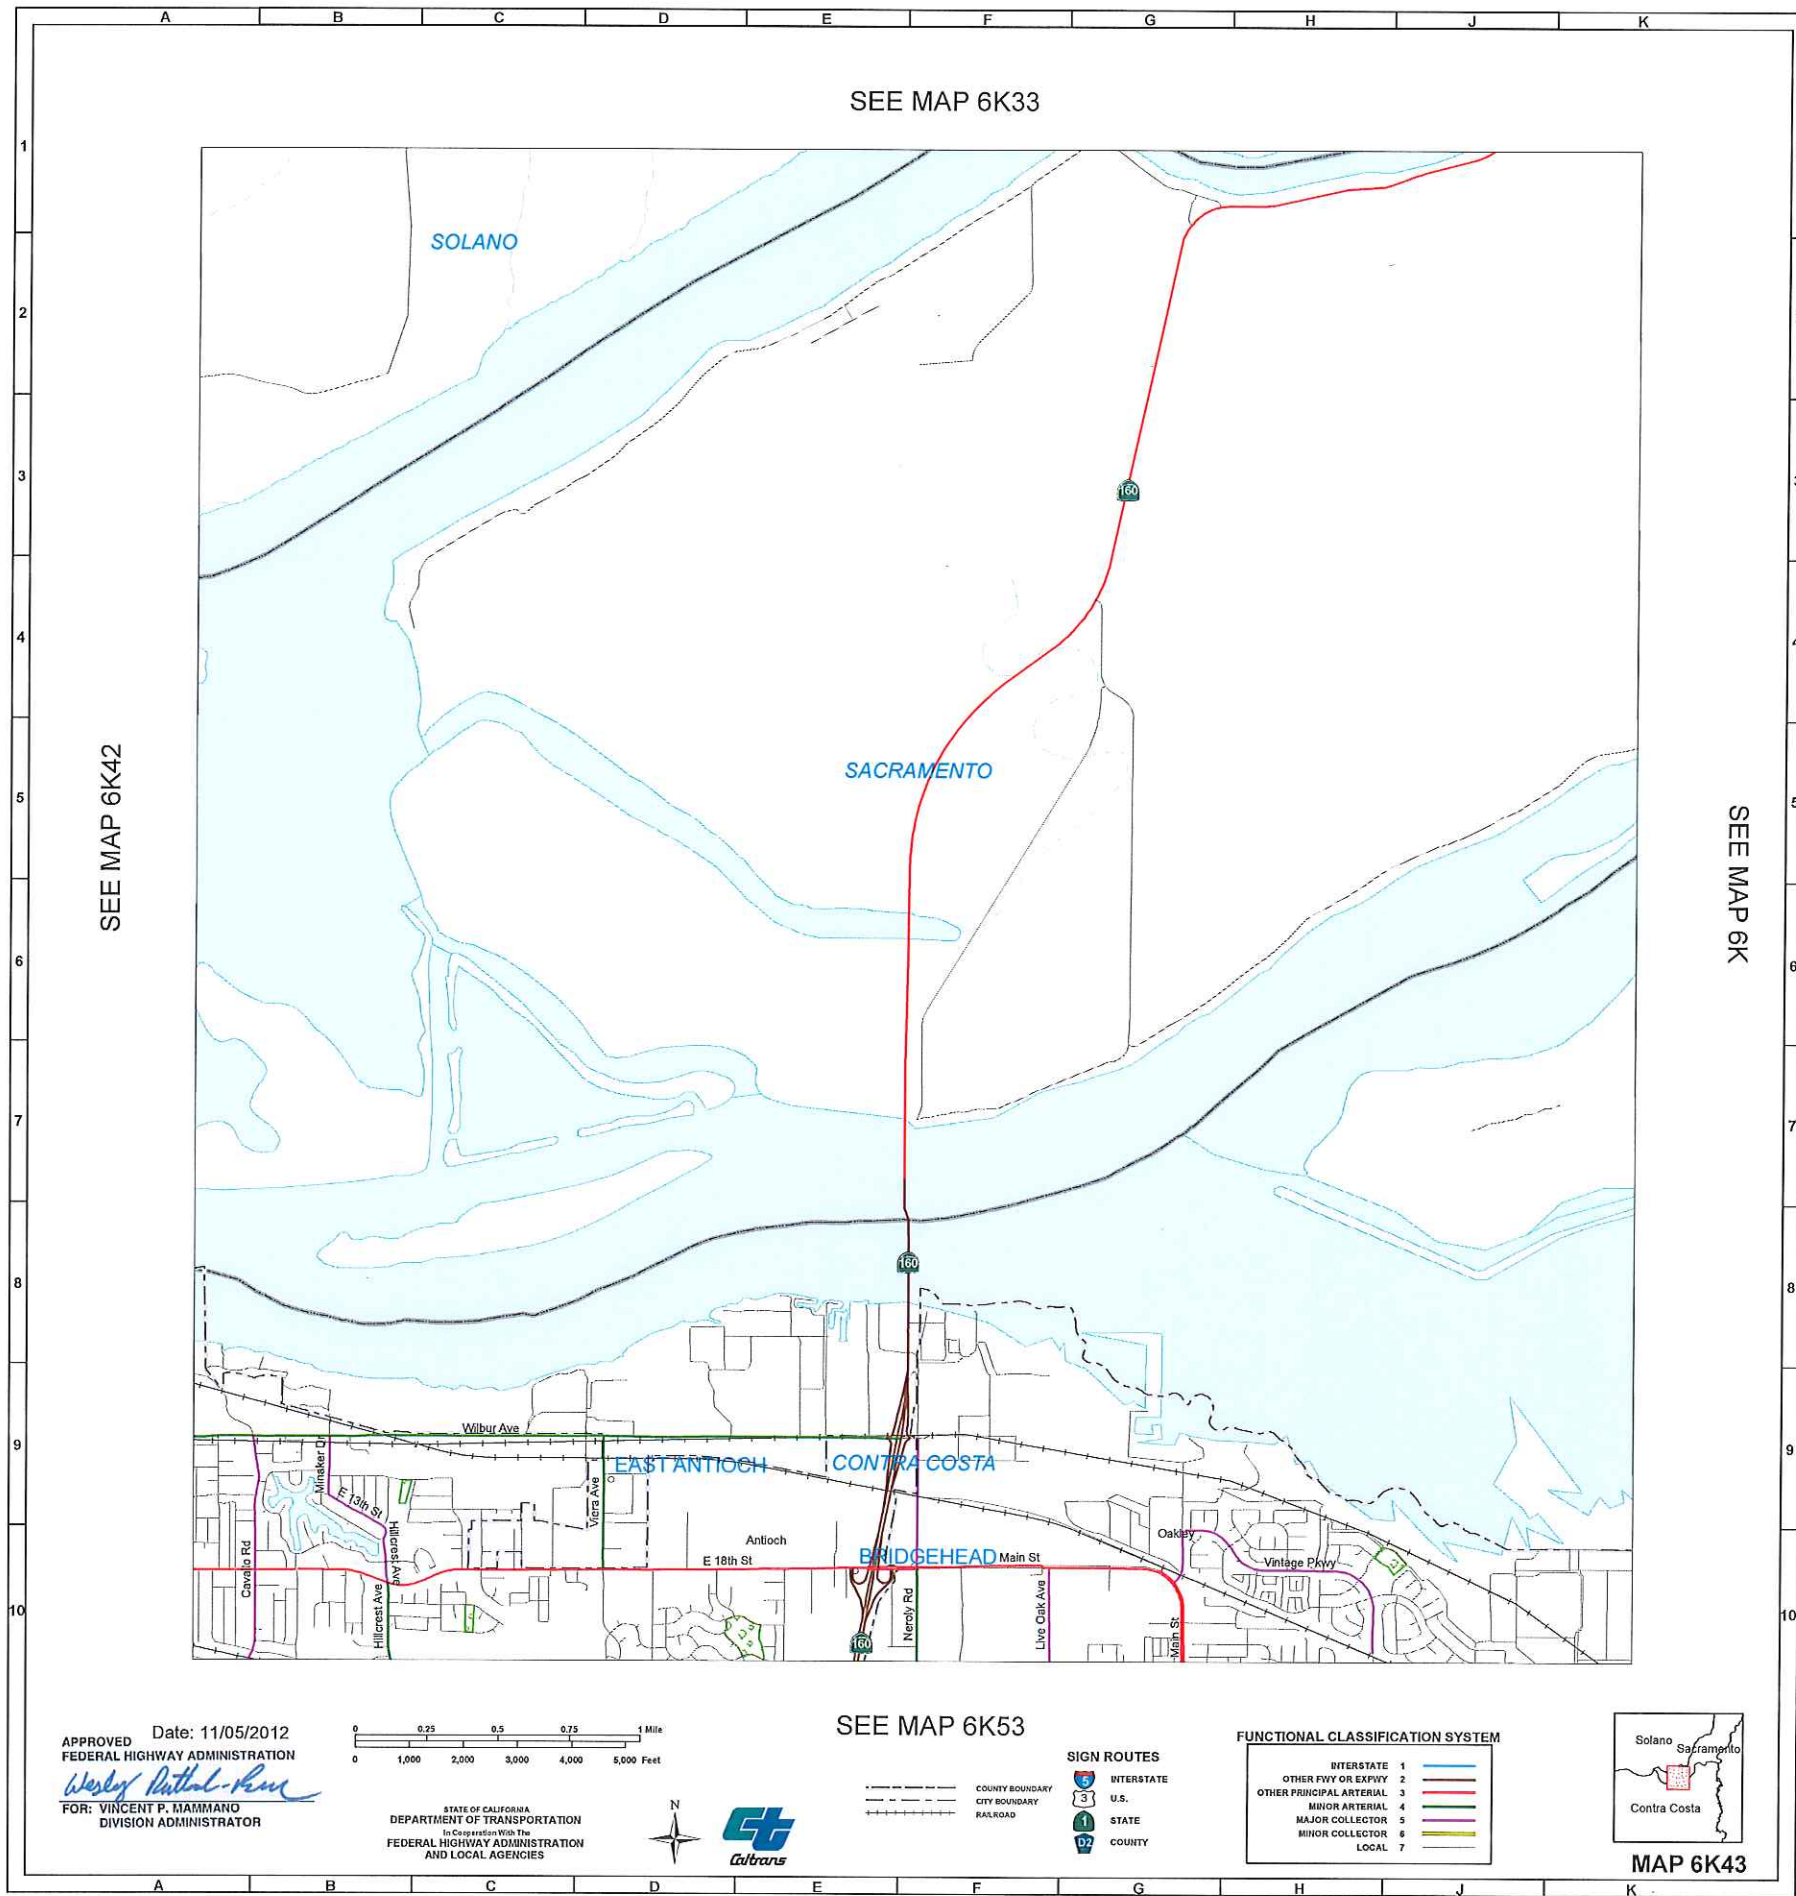 A B C D E F G H J K
SEE MAP 6K33
1
2
3
4
5
6
7
8
9
10
SEE MAP 6K42
SEE MAP 6K
3
4
5
6
7
8
9
10
SOLANO
160
SACRAMENTO
160
Wilbur Ave
EAST ANTIOCH
CONTRA COSTA
Minaker Dr
E 13th St
Viera Ave
Hillcrest Ave
Cavallo Rd
Antioch
E 18th St
BRIDGEHEAD
Main St
Oakley
Vintage Pkwy
Hillcrest Ave
Neroly Rd
Live Oak Ave
Main St
160
SEE MAP 6K53
APPROVED Date: 11/05/2012
FEDERAL HIGHWAY ADMINISTRATION
FOR: VINCENT P. MAMMANO
DIVISION ADMINISTRATOR
0 0.25 0.5 0.75 1 Mile
0 1,000 2,000 3,000 4,000 5,000 Feet
STATE OF CALIFORNIA
DEPARTMENT OF TRANSPORTATION
In Cooperation With The
FEDERAL HIGHWAY ADMINISTRATION
AND LOCAL AGENCIES
N
Caltrans
COUNTY BOUNDARY
CITY BOUNDARY
RAILROAD
SIGN ROUTES
5 INTERSTATE
3 U.S.
1 STATE
D2 COUNTY
FUNCTIONAL CLASSIFICATION SYSTEM
INTERSTATE 1
OTHER FWY OR EXPWY 2
OTHER PRINCIPAL ARTERIAL 3
MINOR ARTERIAL 4
MAJOR COLLECTOR 5
MINOR COLLECTOR 6
LOCAL 7
Solano
Sacramento
Contra Costa
MAP 6K43
A B C D E F G H J K